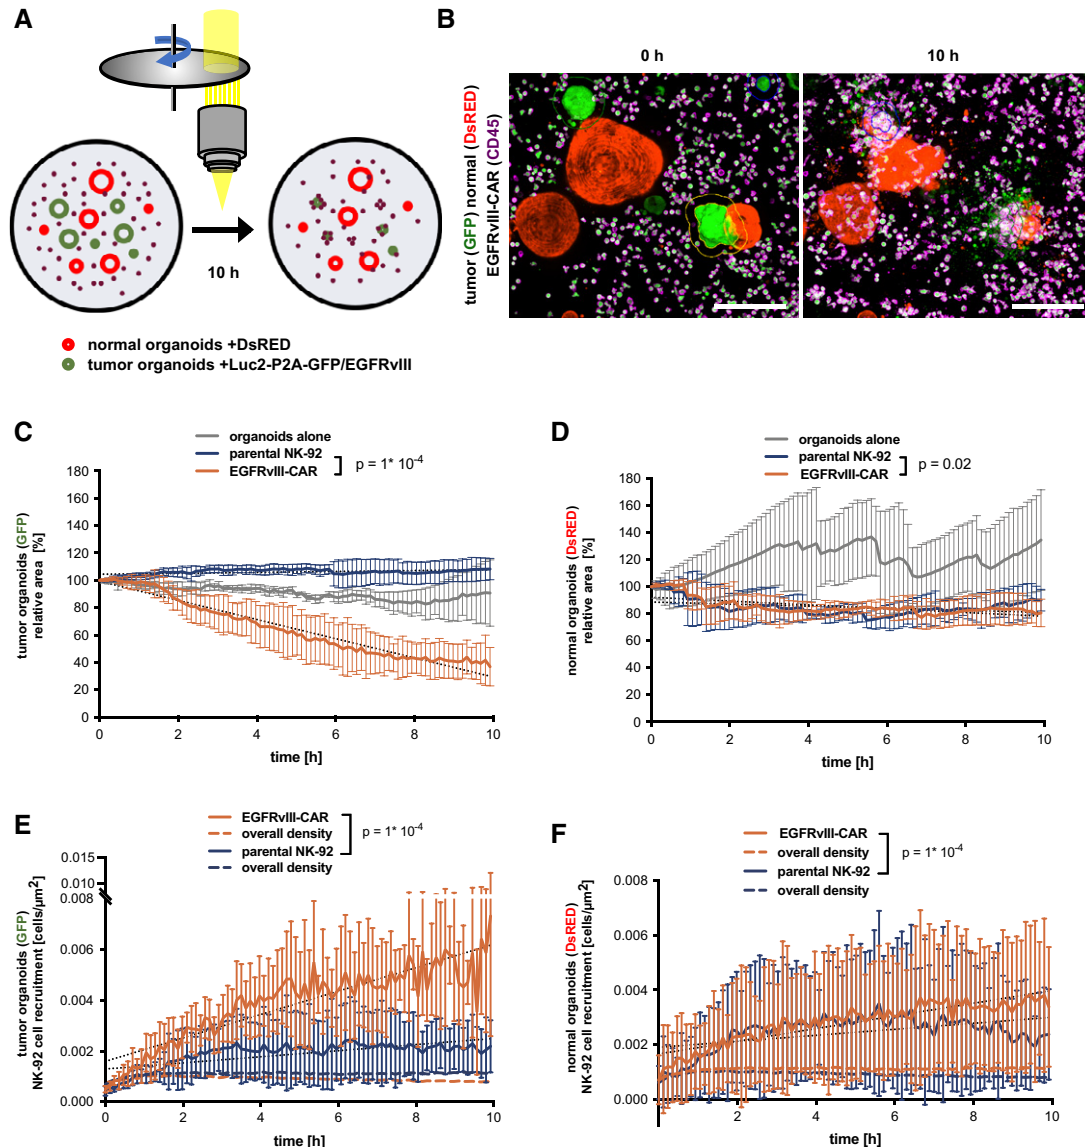 A
10 h
normal organoids +DsRED
tumor organoids +Luc2-P2A-GFP/EGFRvIII
B
0 h
10 h
tumor (GFP) normal (DsRED)
EGFRvIII-CAR (CD45)
C
organoids alone
parental NK-92
EGFRvIII-CAR
p = 1* 10-4
tumor organoids (GFP)
relative area [%]
180
160
140
120
100
80
60
40
20
0
0 2 4 6 8 10
time [h]
D
organoids alone
parental NK-92
EGFRvIII-CAR
p = 0.02
normal organoids (DsRED)
relative area [%]
180
160
140
120
100
80
60
40
20
0
0 2 4 6 8 10
time [h]
E
EGFRvIII-CAR
overall density
parental NK-92
overall density
p = 1* 10-4
tumor organoids (GFP)
NK-92 cell recruitment [cells/µm²]
0.015
0.010
0.008
0.006
0.004
0.002
0.000
0 2 4 6 8 10
time [h]
F
EGFRvIII-CAR
overall density
parental NK-92
overall density
p = 1* 10-4
normal organoids (DsRED)
NK-92 cell recruitment [cells/µm²]
0.008
0.006
0.004
0.002
0.000
2 4 6 8 10
time [h]